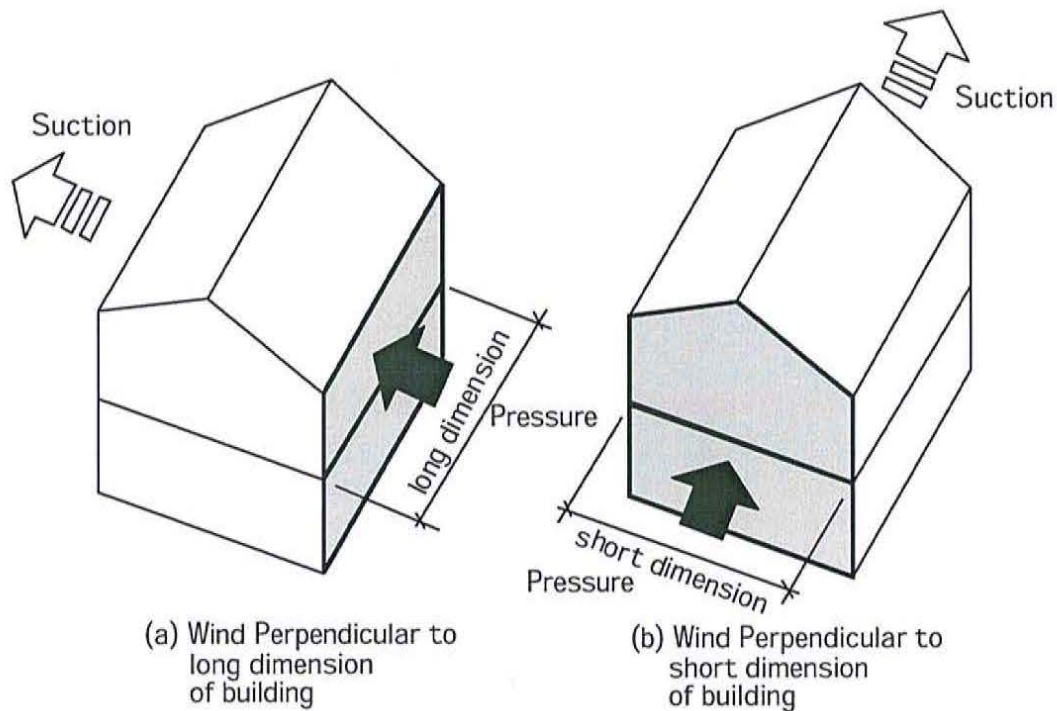 Suction
Pressure
long dimension
(a) Wind Perpendicular to
long dimension
of building
Suction
Pressure
short dimension
(b) Wind Perpendicular to
short dimension
of building